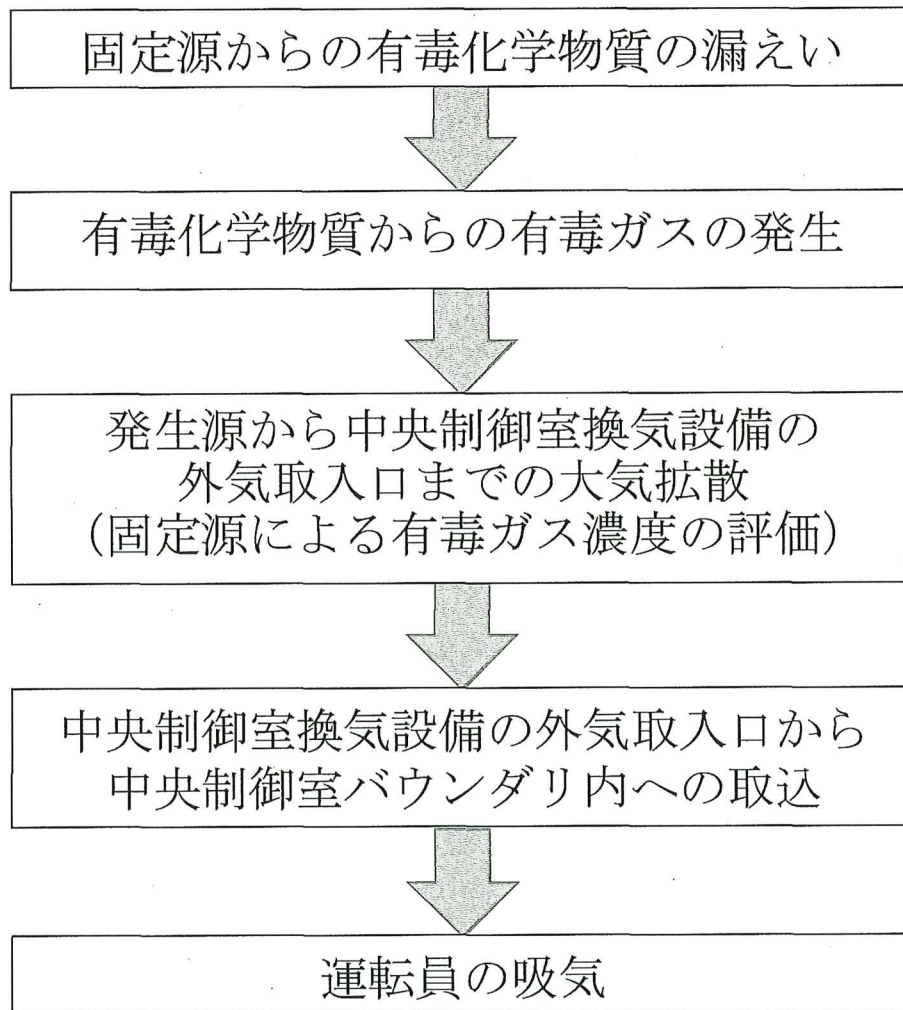 固定源からの有毒化学物質の漏えい
有毒化学物質からの有毒ガスの発生
発生源から中央制御室換気設備の
外気取入口までの大気拡散
(固定源による有毒ガス濃度の評価)
中央制御室換気設備の外気取入口から
中央制御室バウンダリ内への取込
運転員の吸気